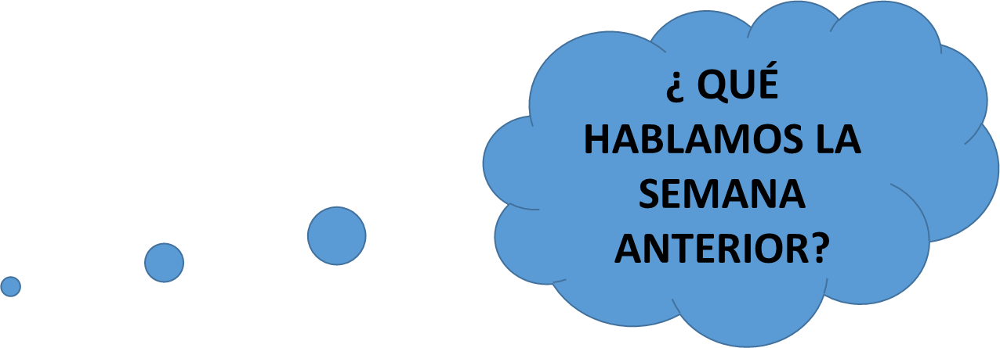 ¿ QUÉ
HABLAMOS LA
SEMANA
ANTERIOR?